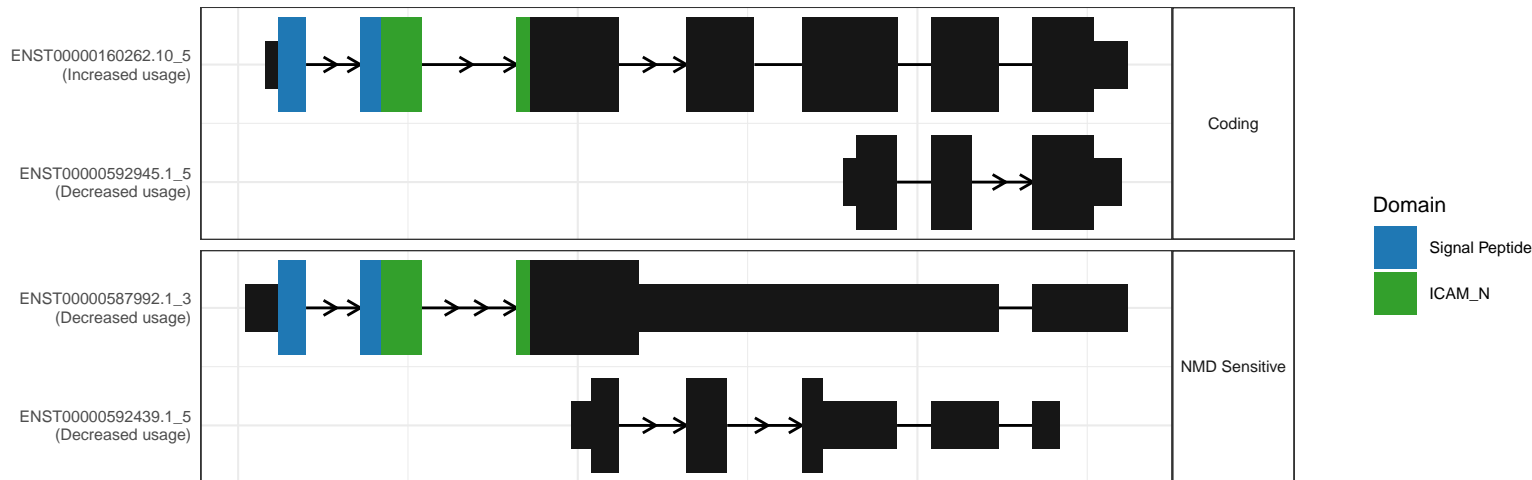 ENST00000160262.10_5
(Increased usage)
Coding
ENST00000592945.1_5
(Decreased usage)
Domain
Signal Peptide
ICAM_N
ENST00000587992.1_3
(Decreased usage)
NMD Sensitive
ENST00000592439.1_5
(Decreased usage)